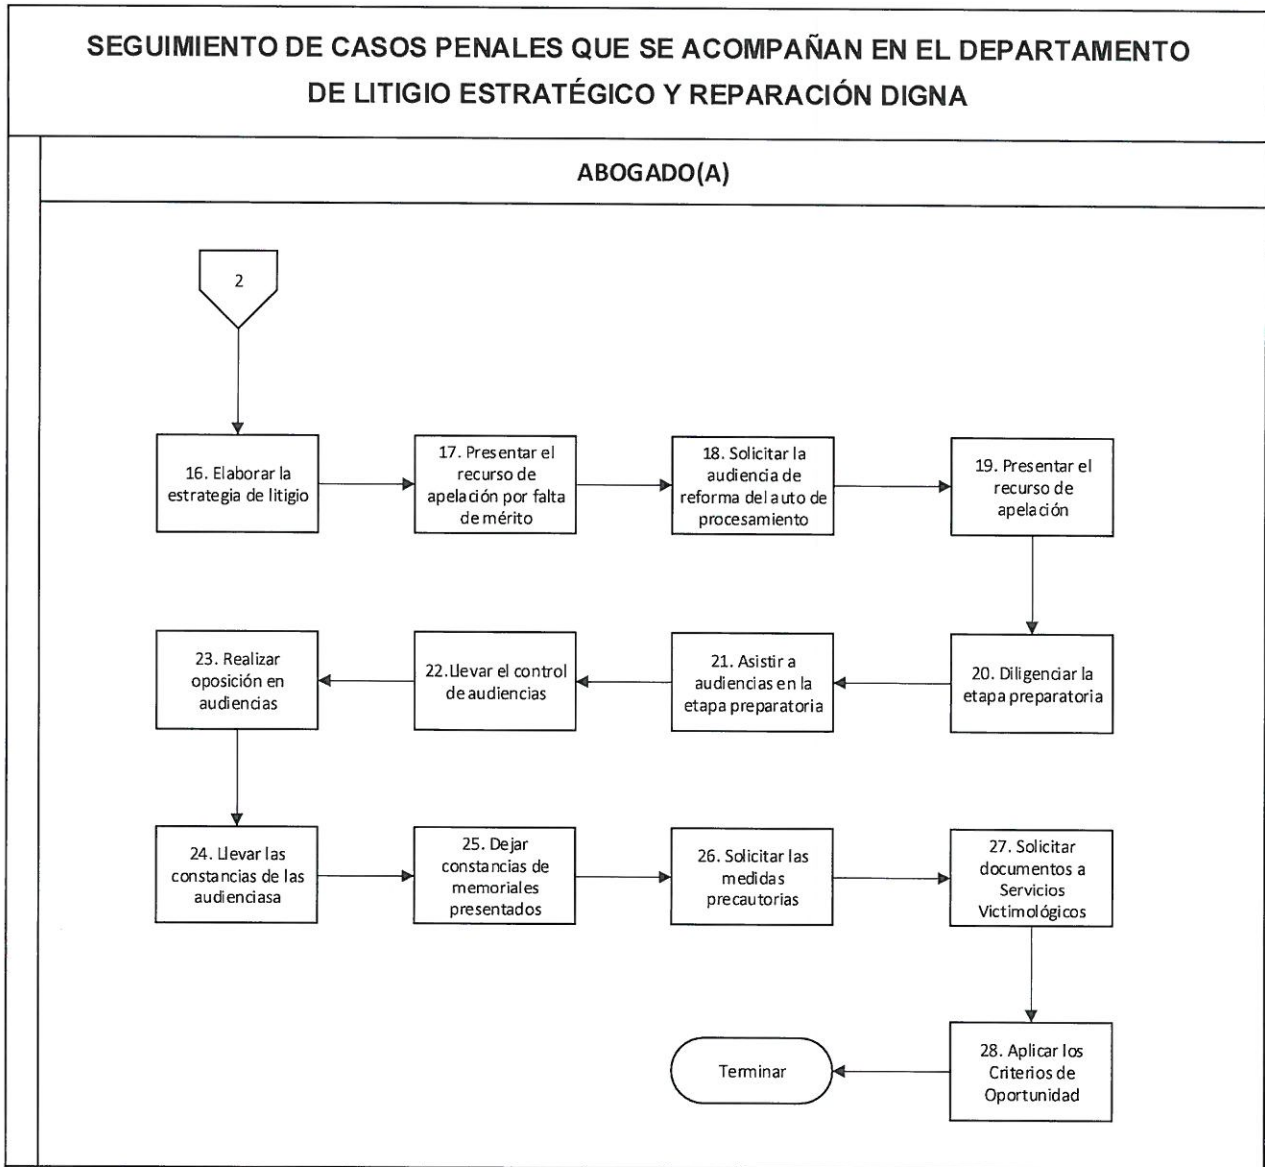 SEGUIMIENTO DE CASOS PENALES QUE SE ACOMPAÑAN EN EL DEPARTAMENTO
DE LITIGIO ESTRATÉGICO Y REPARACIÓN DIGNA
ABOGADO(A)
2
16. Elaborar la
estrategia de litigio
17. Presentar el
recurso de
apelación por falta
de mérito
18. Solicitar la
audiencia de
reforma del auto de
procesamiento
19. Presentar el
recurso de
apelación
20. Diligenciar la
etapa preparatoria
21. Asistir a
audiencias en la
etapa preparatoria
22.Llevar el control
de audiencias
23. Realizar
oposición en
audiencias
24. Llevar las
constancias de las
audienciasa
25. Dejar
constancias de
memoriales
presentados
26. Solicitar las
medidas
precautorias
27. Solicitar
documentos a
Servicios
Victimológicos
28. Aplicar los
Criterios de
Oportunidad
Terminar